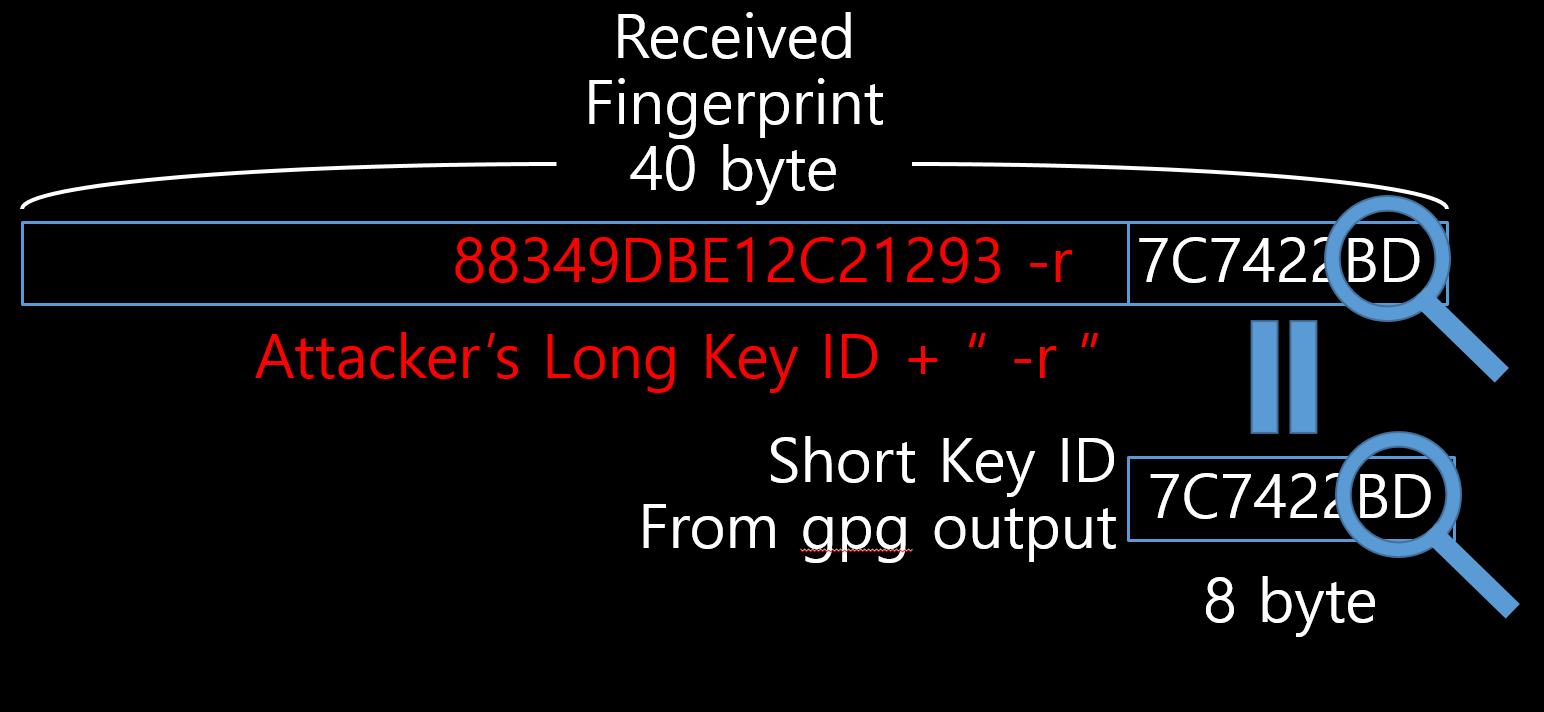 Received
Fingerprint
40 byte
88349DBE12C21293 -r 7C7422BD
Attacker’s Long Key ID + “ -r ”
Short Key ID
From gpg output
7C7422BD
8 byte